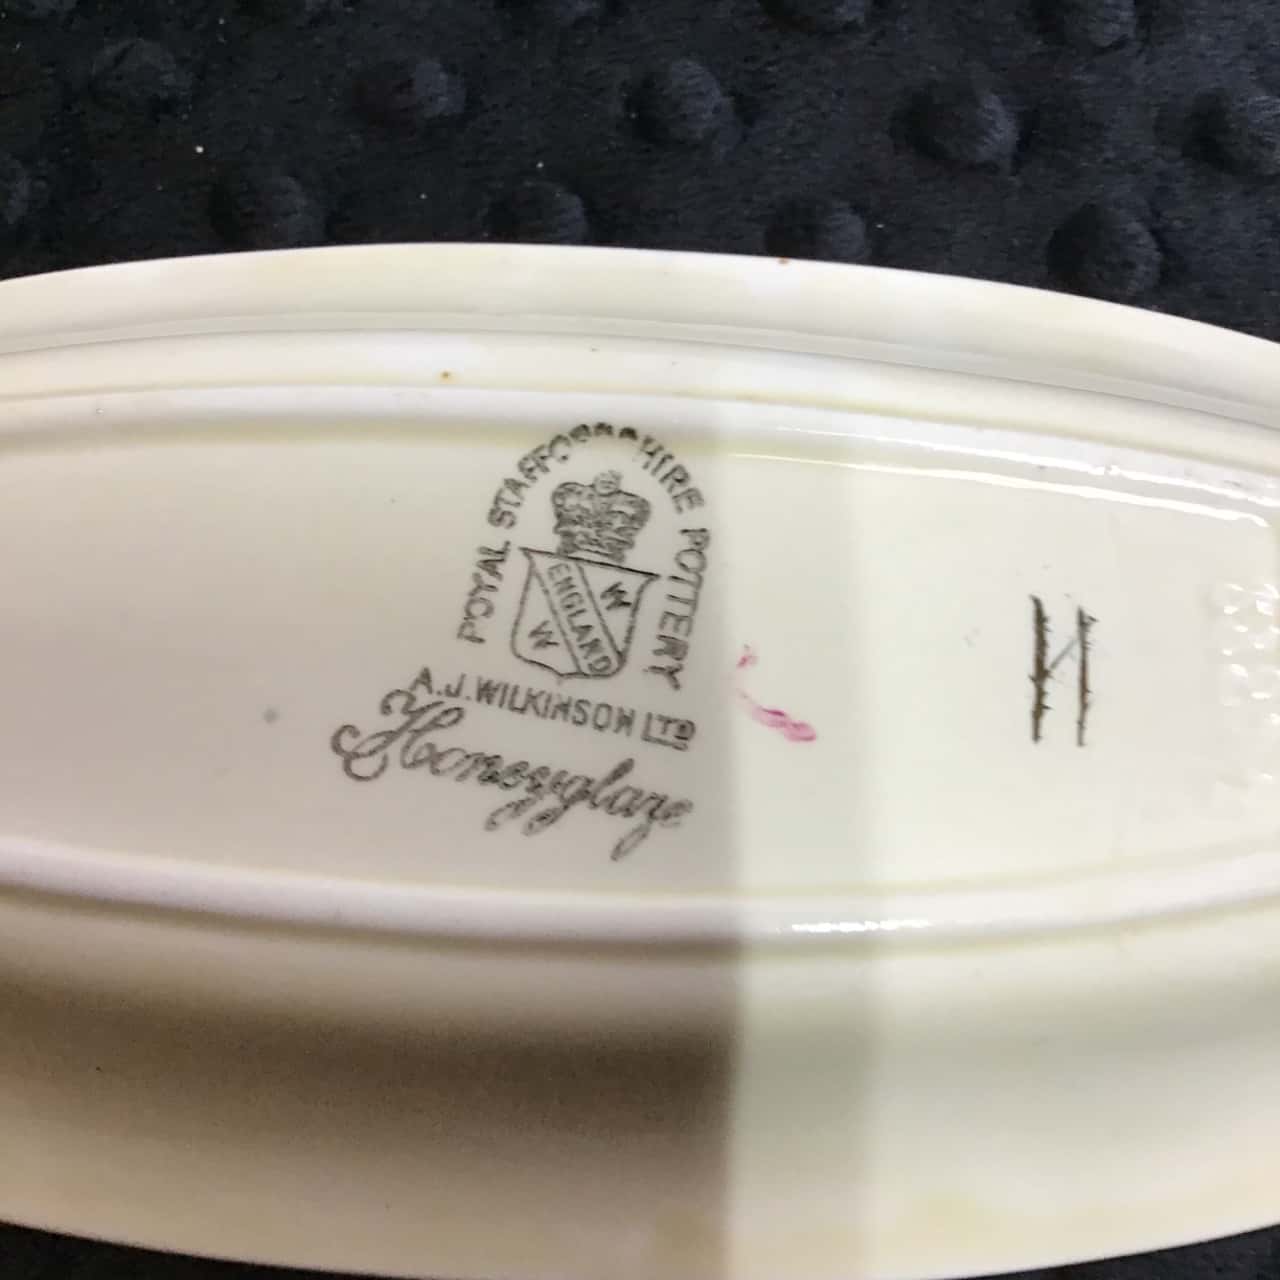 ROYAL STAFFORDSHIRE POTTERY
ENGLAND
W
W
A.J. WILKINSON LTD
Honeyglaze
H